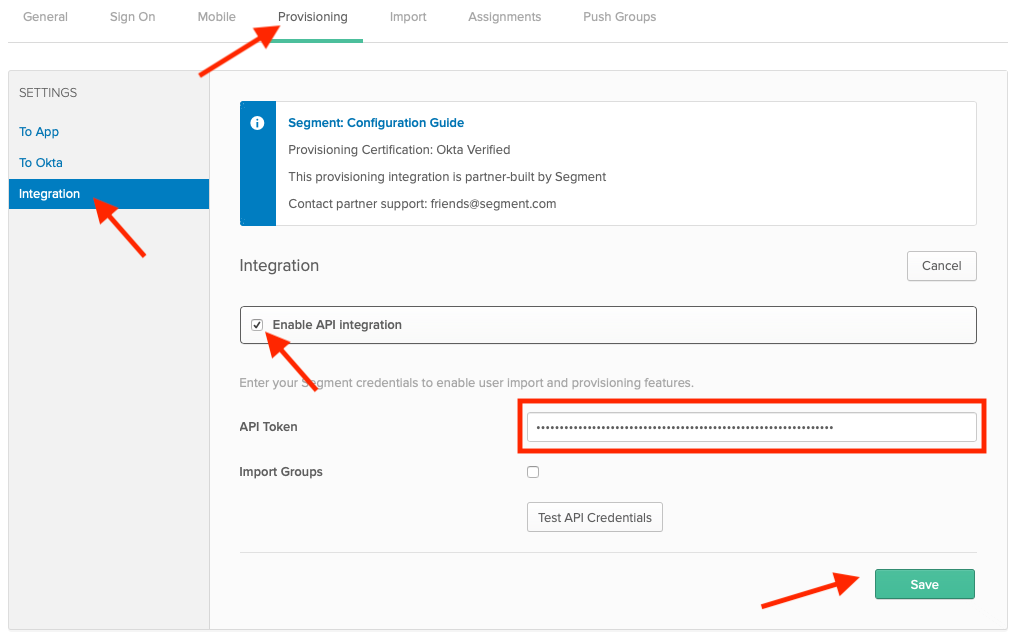 General Sign On Mobile Provisioning Import Assignments Push Groups
SETTINGS
To App
To Okta
Integration
Segment: Configuration Guide
Provisioning Certification: Okta Verified
This provisioning integration is partner-built by Segment
Contact partner support: friends@segment.com
Integration
Cancel
Enable API integration
Enter your Segment credentials to enable user import and provisioning features.
API Token
Import Groups
Test API Credentials
Save